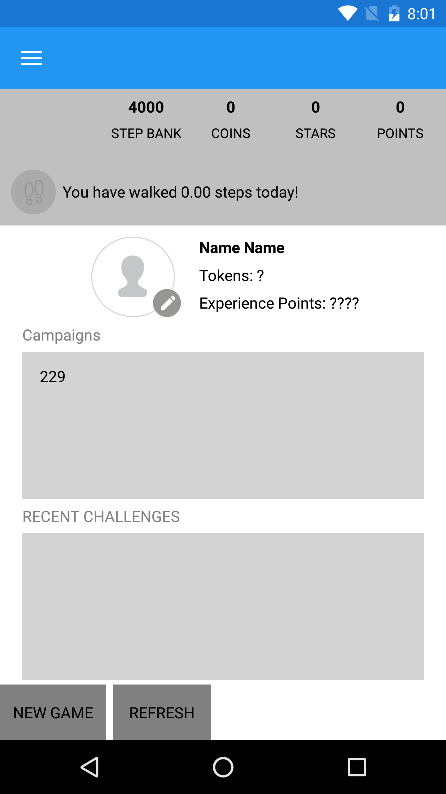 8:01
4000 0 0 0
STEP BANK COINS STARS POINTS
You have walked 0.00 steps today!
Name Name
Tokens: ?
Experience Points: ????
Campaigns
229
RECENT CHALLENGES
NEW GAME REFRESH